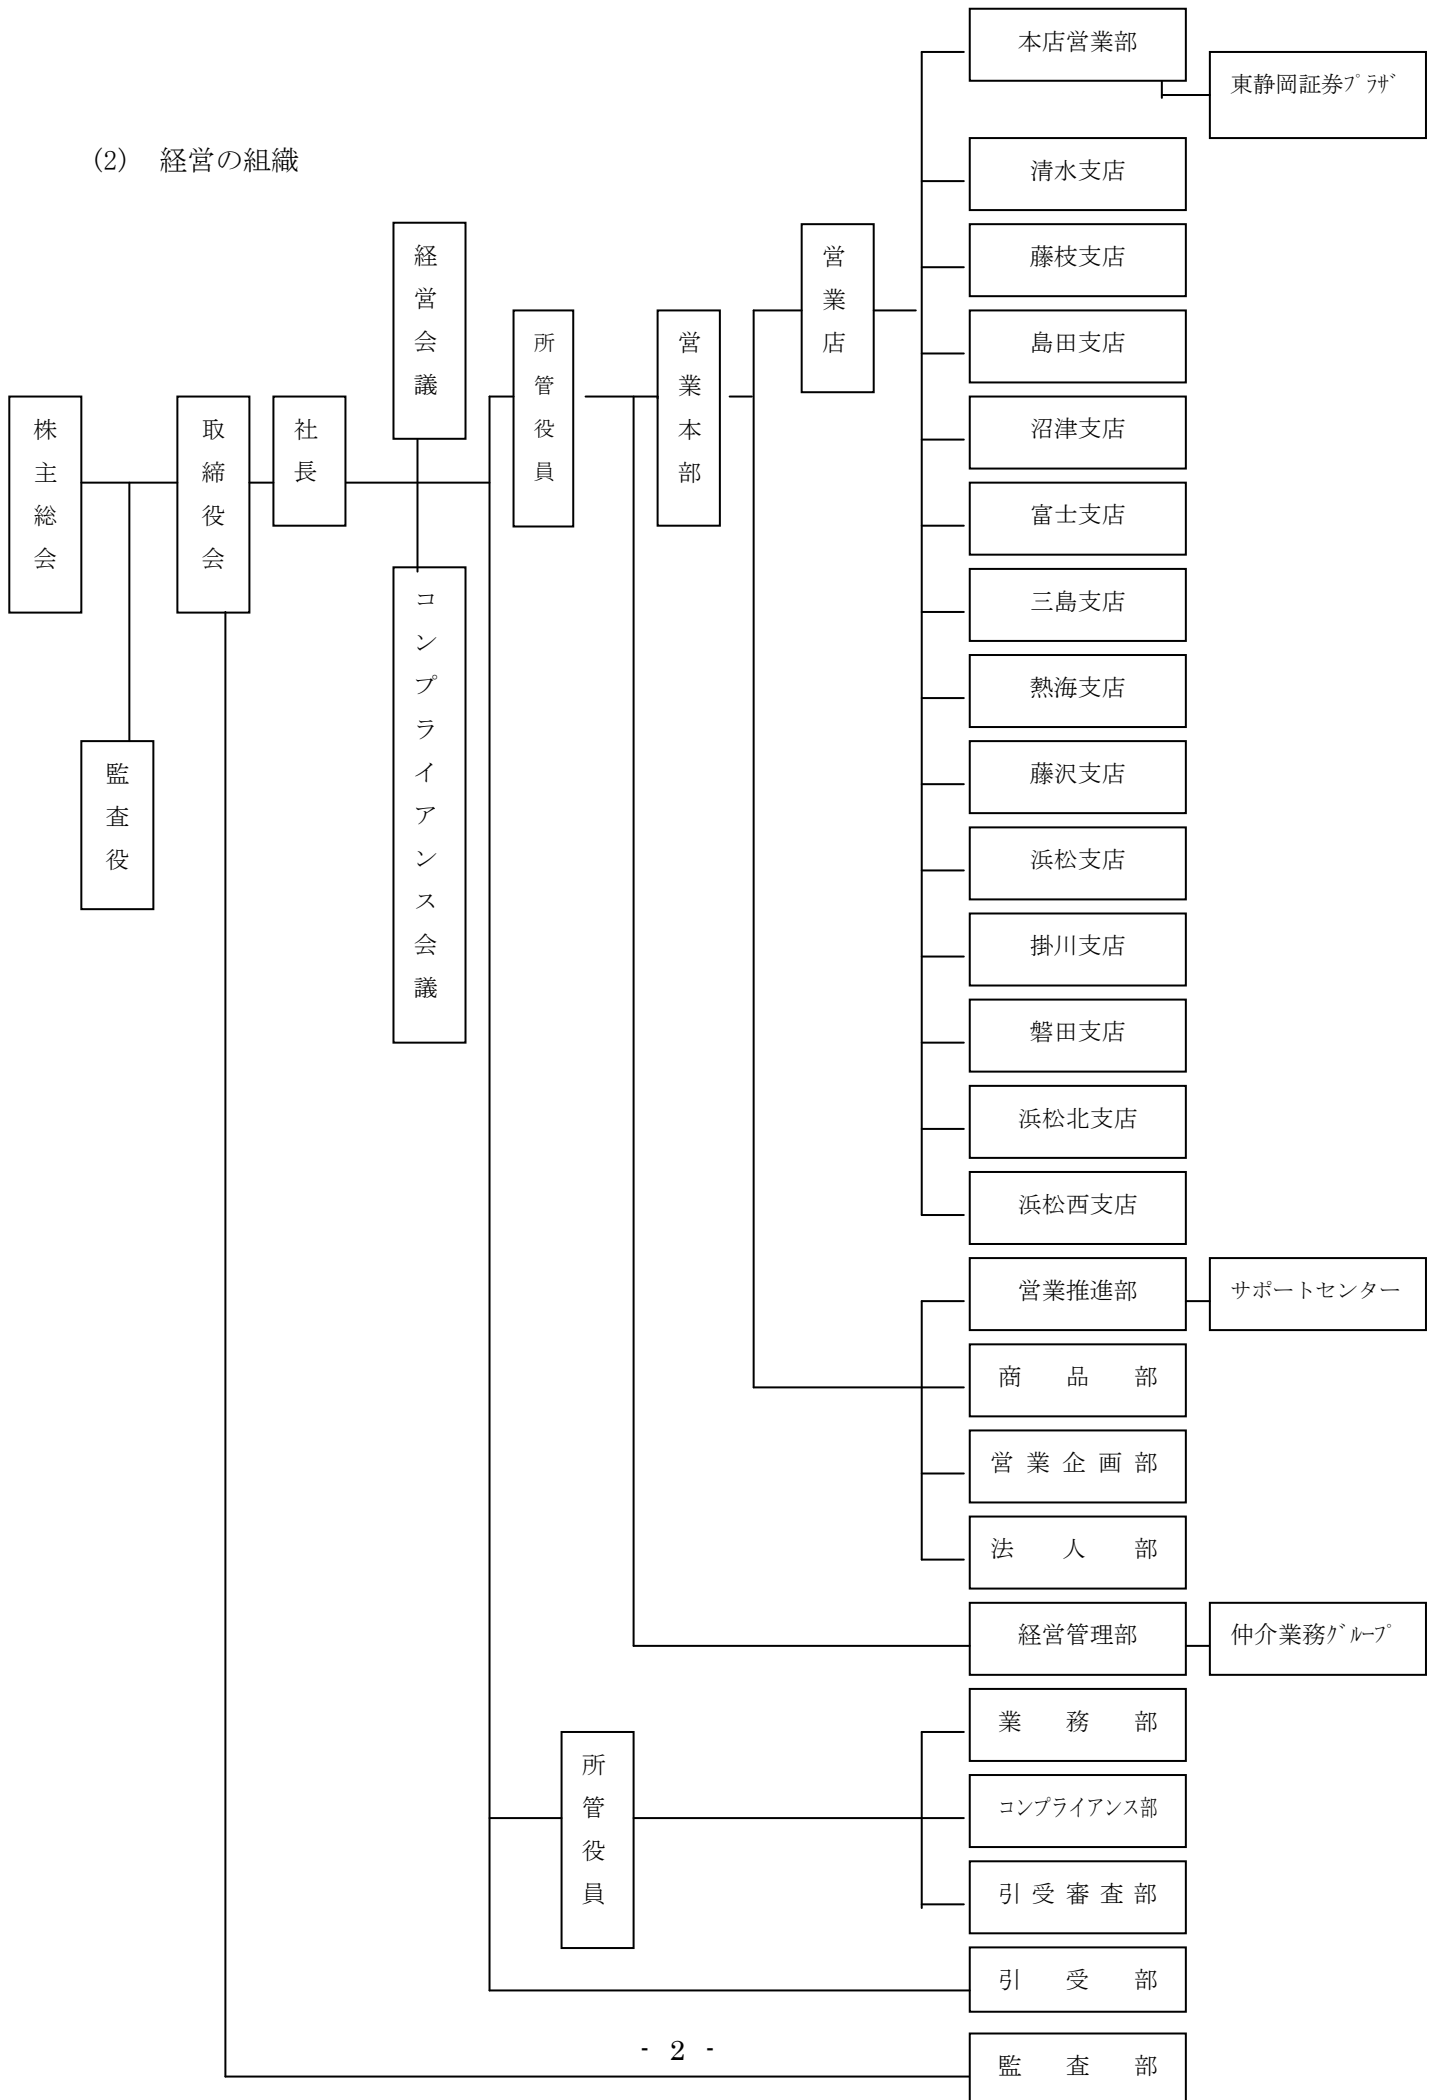 (2) 経営の組織
株主総会
監査役
取締役会
社長
経営会議
コンプライアンス会議
所管役員
営業本部
営業店
本店営業部
東静岡証券ﾌﾟﾗｻﾞ
清水支店
藤枝支店
島田支店
沼津支店
富士支店
三島支店
熱海支店
藤沢支店
浜松支店
掛川支店
磐田支店
浜松北支店
浜松西支店
営業推進部
サポートセンター
商品部
営業企画部
法人部
経営管理部
仲介業務ｸﾞﾙｰﾌﾟ
所管役員
業務部
コンプライアンス部
引受審査部
引受部
監査部
- 2 -